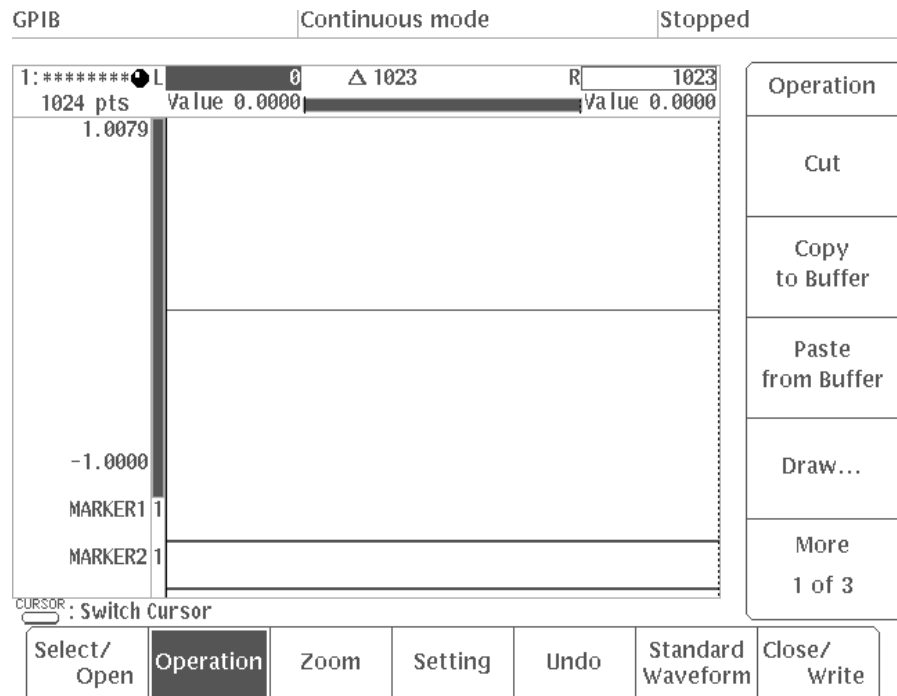 GPIB Continuous mode Stopped
1:******** L 0 Δ 1023 R 1023
1024 pts Value 0.0000 Value 0.0000
1.0079
-1.0000
MARKER1 1
MARKER2 1
CURSOR : Switch Cursor
Operation
Cut
Copy
to Buffer
Paste
from Buffer
Draw...
More
1 of 3
Select/
Open
Operation
Zoom
Setting
Undo
Standard
Waveform
Close/
Write